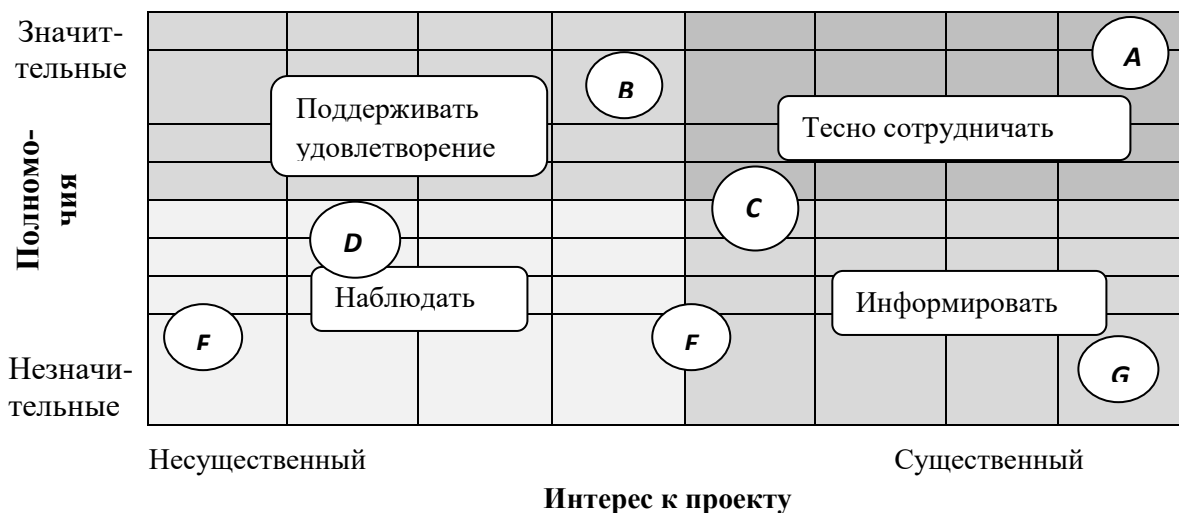 Значит-
тельные
A
B
Поддерживать
удовлетворение
Тесно сотрудничать
Полномо-
чия
C
D
Наблюдать
Информировать
G
Незначи-
тельные
Несущественный
Существенный
Интерес к проекту